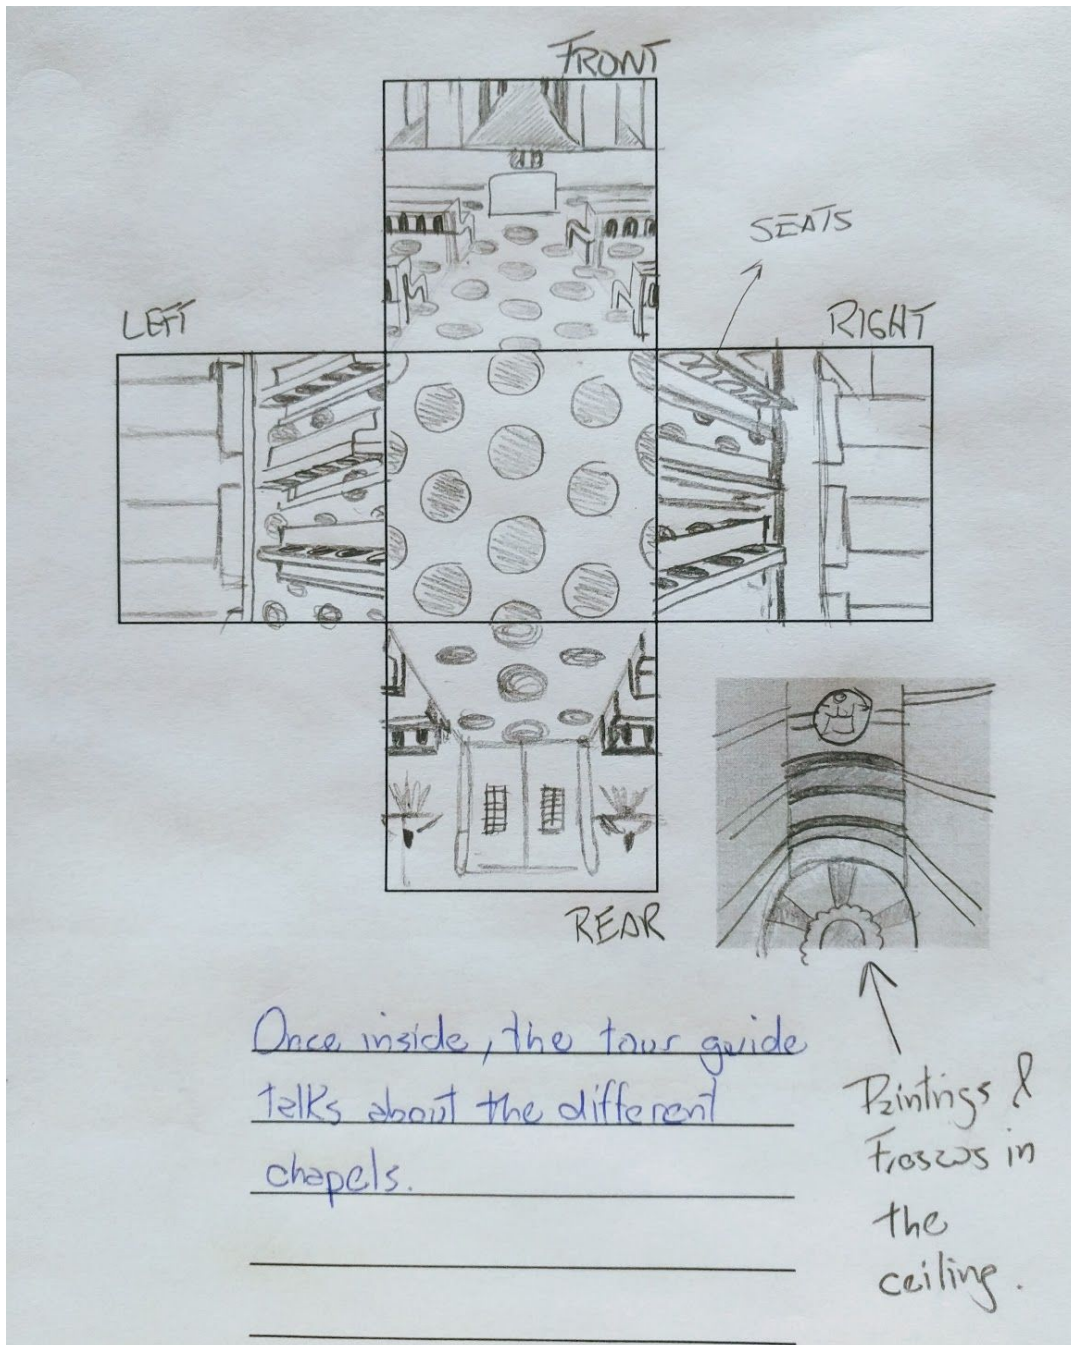 FRONT
SEATS
LEFT
RIGHT
REAR
Once inside, the tour guide
talks about the different
chapels.
Paintings &
Froscos in
the
ceiling.